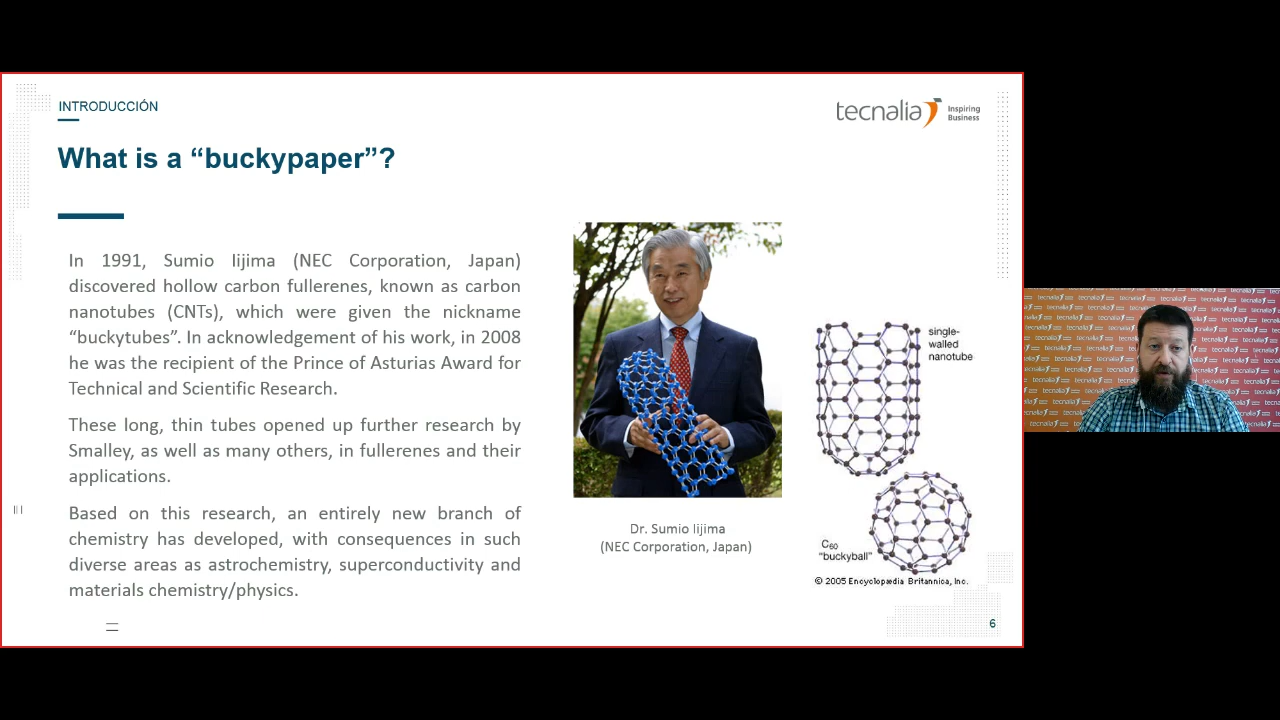 INTRODUCCIÓN
tecnalia Inspiring
Business
What is a “buckypaper”?
In 1991, Sumio Iijima (NEC Corporation, Japan)
discovered hollow carbon fullerenes, known as carbon
nanotubes (CNTs), which were given the nickname
“buckytubes”. In acknowledgement of his work, in 2008
he was the recipient of the Prince of Asturias Award for
Technical and Scientific Research.
These long, thin tubes opened up further research by
Smalley, as well as many others, in fullerenes and their
applications.
Based on this research, an entirely new branch of
chemistry has developed, with consequences in such
diverse areas as astrochemistry, superconductivity and
materials chemistry/physics.
Dr. Sumio Iijima
(NEC Corporation, Japan)
single-
walled
nanotube
C60
“buckyball”
© 2005 Encyclopædia Britannica, Inc.
6
tecnalia